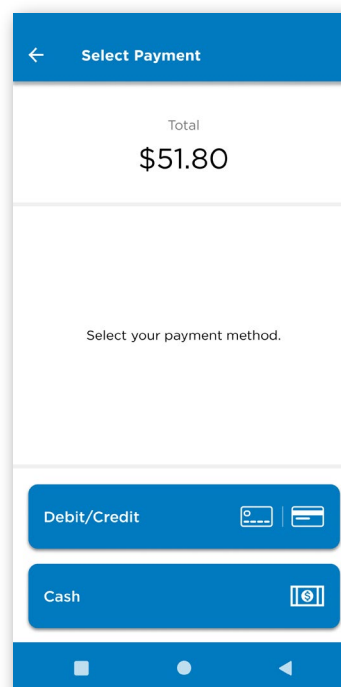 Select Payment
Total
$51.80
Select your payment method.
Debit/Credit
Cash